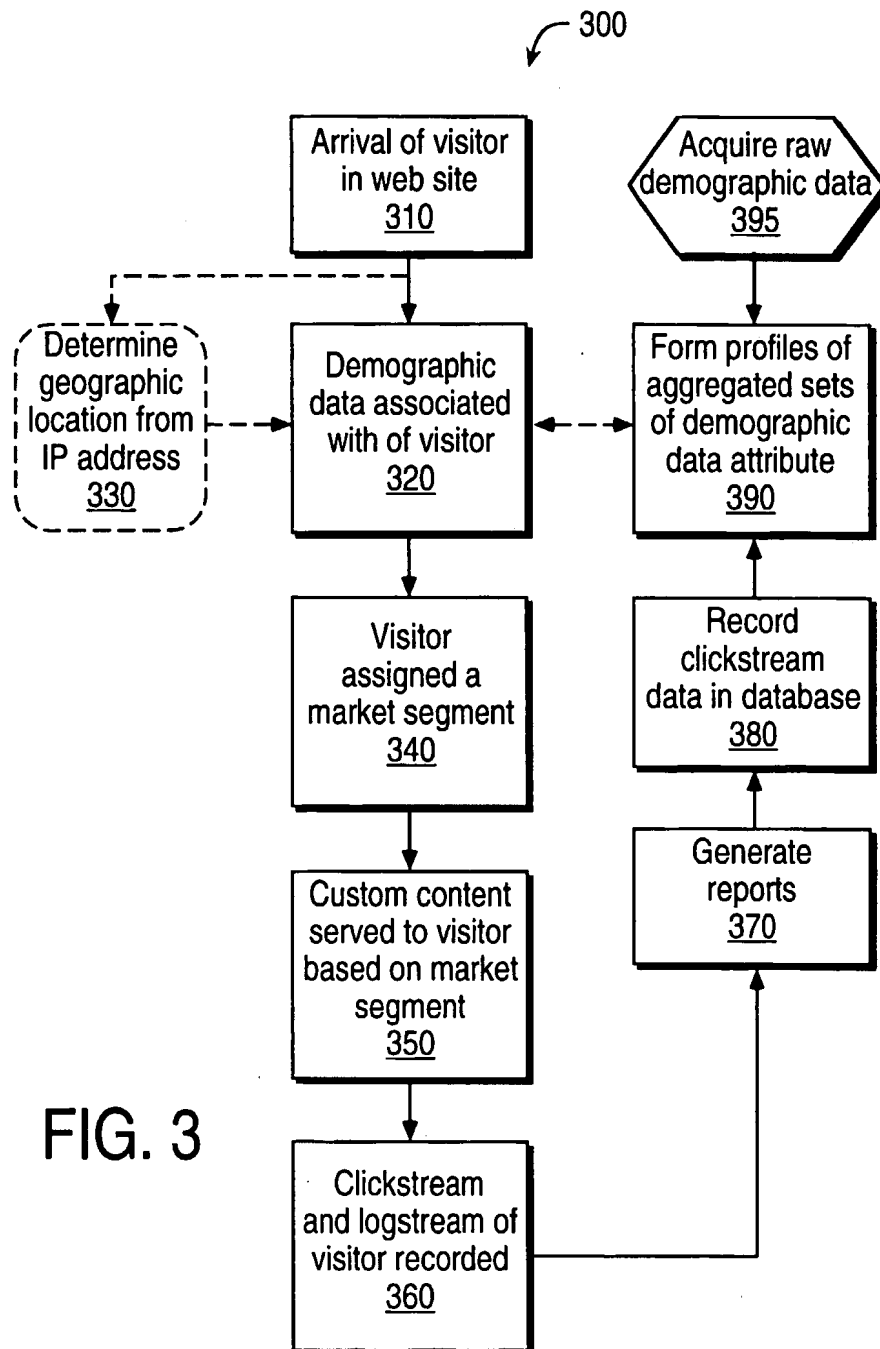 300
Arrival of visitor
in web site
310
Acquire raw
demographic data
395
Determine
geographic
location from
IP address
330
Demographic
data associated
with of visitor
320
Form profiles of
aggregated sets
of demographic
data attribute
390
Visitor
assigned a
market segment
340
Record
clickstream
data in database
380
Custom content
served to visitor
based on market
segment
350
Generate
reports
370
FIG. 3
Clickstream
and logstream of
visitor recorded
360